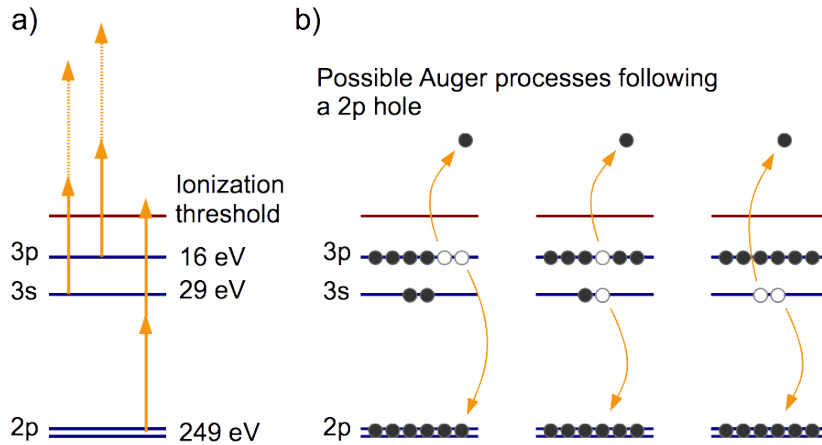 a)
Ionization
threshold
3p 16 eV
3s 29 eV
2p 249 eV
b)
Possible Auger processes following
a 2p hole
3p
3s
2p